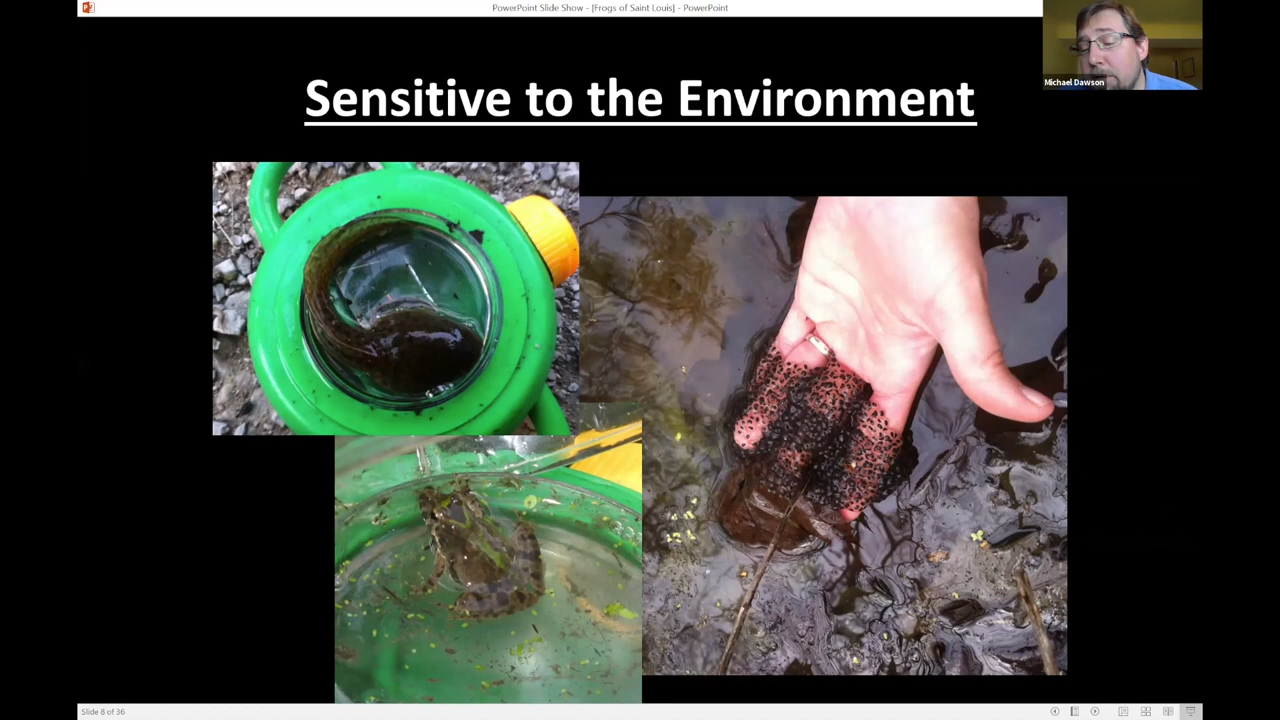 PowerPoint Slide Show - [Frogs of Saint Louis] - PowerPoint
Michael Dawson
Sensitive to the Environment
Slide 8 of 36